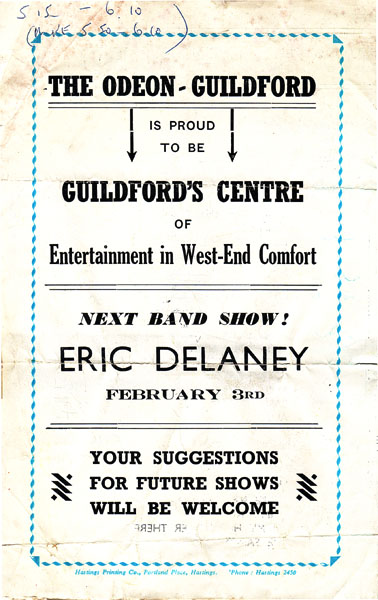 THE ODEON - GUILDFORD
IS PROUD
TO BE
GUILDFORD'S CENTRE
OF
Entertainment in West-End Comfort
NEXT BAND SHOW!
ERIC DELANEY
FEBRUARY 3RD
YOUR SUGGESTIONS
FOR FUTURE SHOWS
WILL BE WELCOME
Hastings Printing Co., Portland Place, Hastings. 'Phone : Hastings 2456